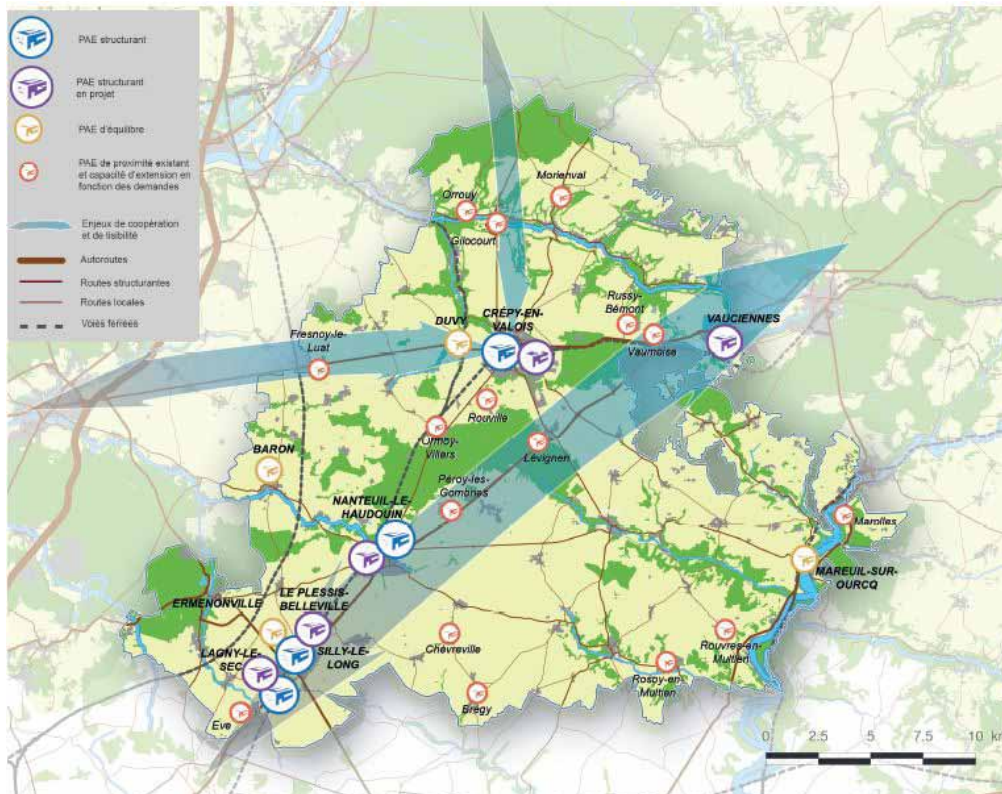 PAE structurant
PAE structurant
en projet
PAE d'équilibre
PAE de proximité existant
et capacité d'extension en
fonction des demandes
Enjeux de coopération
et de lisibilité
Autoroutes
Routes structurantes
Routes locales
Voies ferrées
Morienval
Orrouy
Gilocourt
Russy-
Bémont
CRÉPY-EN-
VALOIS
DUVY
VAUCIENNES
Fresnoy-le-
Luat
Vaumoise
Rouville
Ormoy-
Villers
Lévignen
BARON
Péroy-les-
Gombries
NANTEUIL-LE-
HAUDOUIN
Marolles
MAREUIL-SUR-
OURCQ
LE PLESSIS-
BELLEVILLE
ERMENONVILLE
LAGNY-LE-
SEC
SILLY-LE-
LONG
Chèvreville
Rouvres-en-
Multien
Rosoy-en-
Multien
Brégy
Eve
0 2.5 5 7.5 10 km